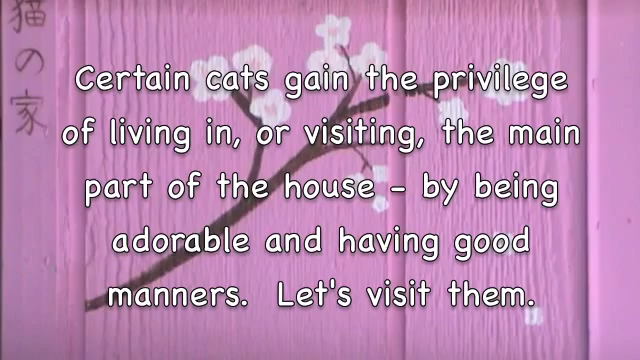 猫の家
Certain cats gain the privilege
of living in, or visiting, the main
part of the house - by being
adorable and having good
manners.  Let's visit them.